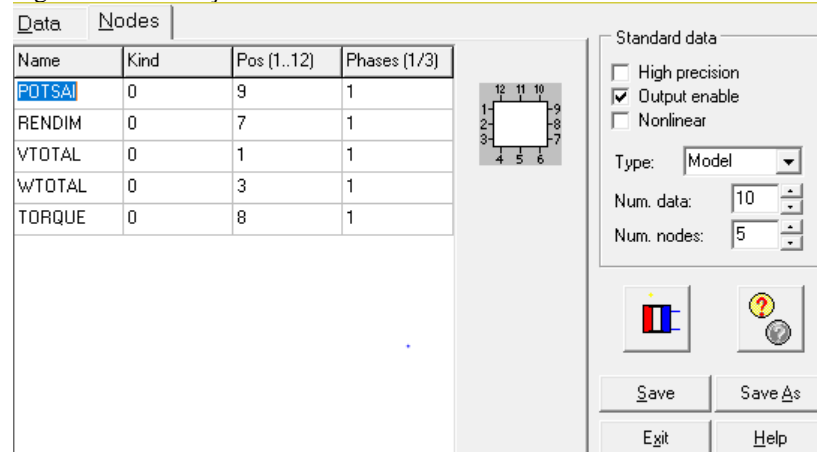 Data Nodes
Name Kind Pos (1..12) Phases (1/3)
POTSAI 0 9 1
RENDIM 0 7 1
VTOTAL 0 1 1
WTOTAL 0 3 1
TORQUE 0 8 1
12 11 10
1 9
2 8
3 7
4 5 6
Standard data
High precision
Output enable
Nonlinear
Type: Model
Num. data: 10
Num. nodes: 5
Save Save As
Exit Help